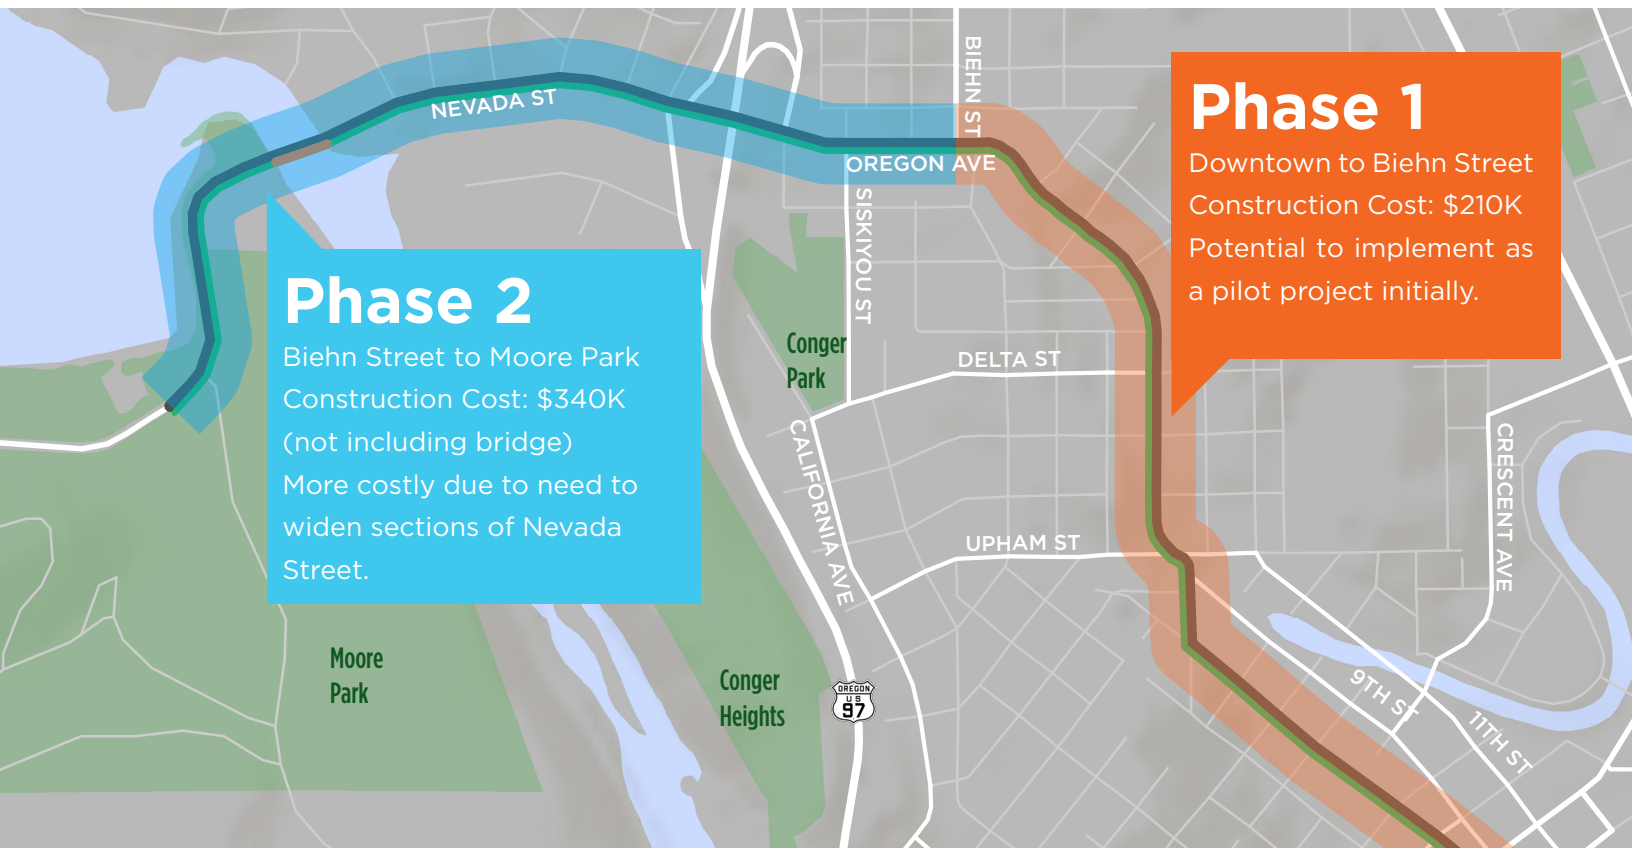 NEVADA ST
BIEHN ST
OREGON AVE
SISKIYOU ST
Phase 1
Downtown to Biehn Street
Construction Cost: $210K
Potential to implement as
a pilot project initially.
Phase 2
Biehn Street to Moore Park
Construction Cost: $340K
(not including bridge)
More costly due to need to
widen sections of Nevada
Street.
Conger
Park
DELTA ST
CALIFORNIA AVE
UPHAM ST
CRESCENT AVE
Moore
Park
Conger
Heights
OREGON
US
97
9TH ST
11TH ST